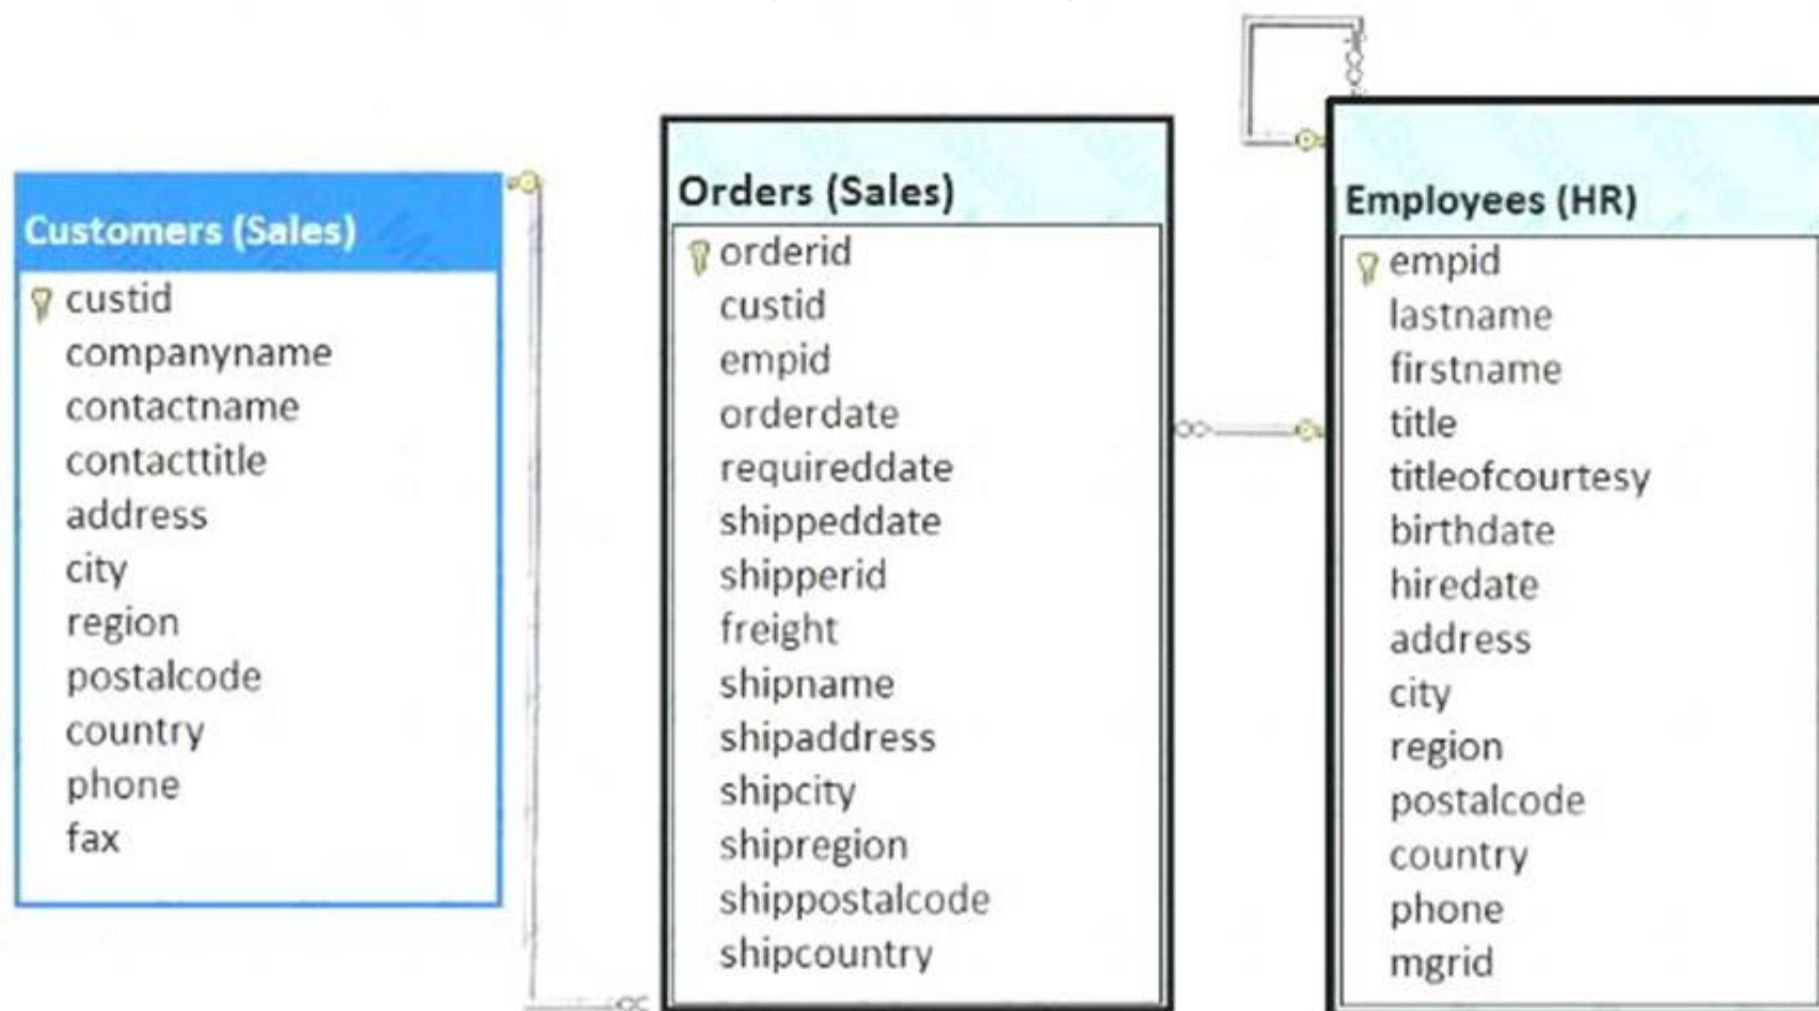 Customers (Sales)
custid
companyname
contactname
contacttitle
address
city
region
postalcode
country
phone
fax
Orders (Sales)
orderid
custid
empid
orderdate
requireddate
shippeddate
shipperid
freight
shipname
shipaddress
shipcity
shipregion
shippostalcode
shipcountry
Employees (HR)
empid
lastname
firstname
title
titleofcourtesy
birthdate
hiredate
address
city
region
postalcode
country
phone
mgrid